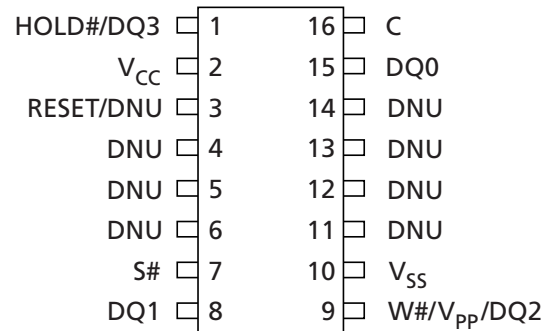 HOLD#/DQ3 1 16 C
VCC 2 15 DQ0
RESET/DNU 3 14 DNU
DNU 4 13 DNU
DNU 5 12 DNU
DNU 6 11 DNU
S# 7 10 VSS
DQ1 8 9 W#/VPP/DQ2